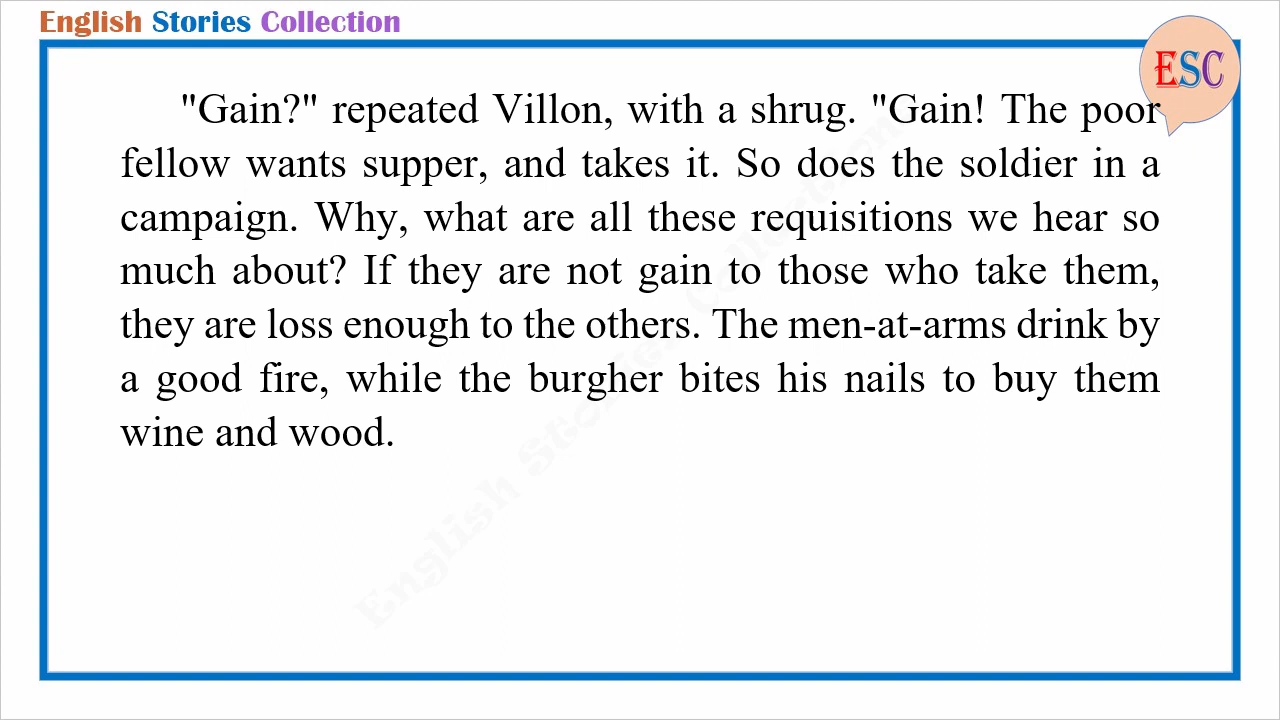 English Stories Collection
ESC
"Gain?" repeated Villon, with a shrug. "Gain! The poor
fellow wants supper, and takes it. So does the soldier in a
campaign. Why, what are all these requisitions we hear so
much about? If they are not gain to those who take them,
they are loss enough to the others. The men-at-arms drink by
a good fire, while the burgher bites his nails to buy them
wine and wood.
English Stories Collection